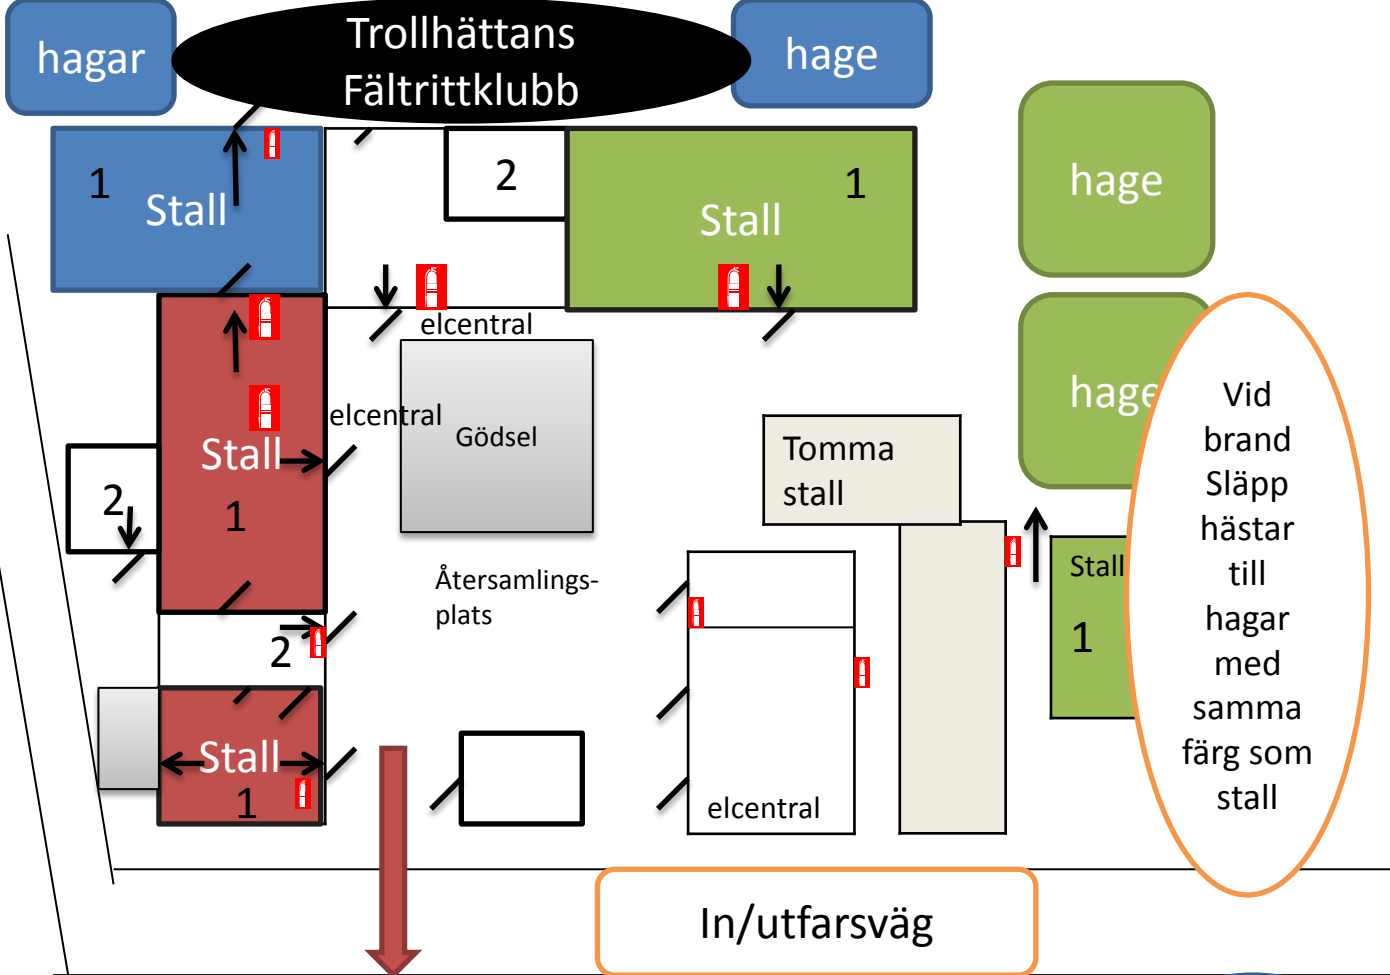 hagar
Trollhättans
Fältrittklubb
hage
1
Stall
2
Stall
1
hage
elcentral
hage
elcentral
Gödsel
Stall
1
2
Tomma
stall
Återsamlings-
plats
Stall
1
2
Stall
1
elcentral
Vid
brand
Släpp
hästar
till
hagar
med
samma
färg som
stall
In/utfarsväg